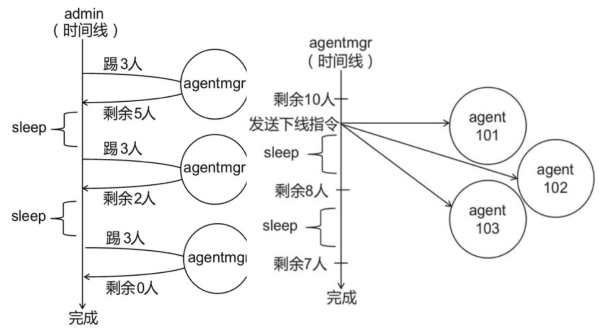 admin
（时间线）
踢3人
agentmgr
剩余5人
sleep
踢3人
agentmgr
剩余2人
sleep
踢3人
agentmgr
剩余0人
完成
agentmgr
（时间线）
剩余10人
发送下线指令
sleep
剩余8人
sleep
剩余7人
完成
agent
101
agent
102
agent
103